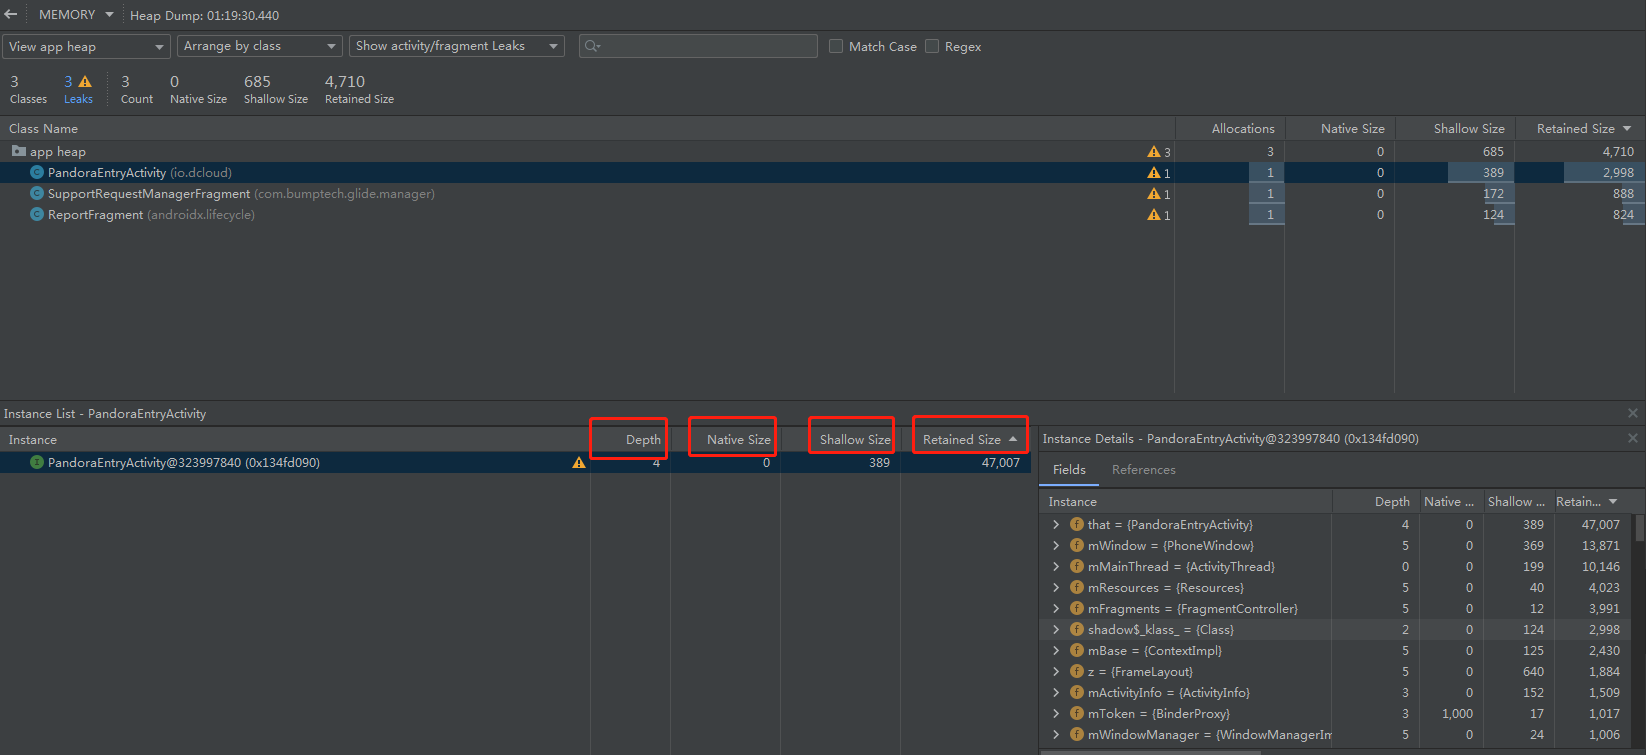 MEMORY Heap Dump: 01:19:30.440
View app heap Arrange by class Show activity/fragment Leaks Match Case Regex
3 3 3 0 685 4,710
Classes Leaks Count Native Size Shallow Size Retained Size
Class Name Allocations Native Size Shallow Size Retained Size
app heap 3 3 0 685 4,710
PandoraEntryActivity (io.dcloud) 1 1 0 389 2,998
SupportRequestManagerFragment (com.bumptech.glide.manager) 1 1 0 172 888
ReportFragment (androidx.lifecycle) 1 1 0 124 824
Instance List - PandoraEntryActivity
Instance Depth Native Size Shallow Size Retained Size
PandoraEntryActivity@323997840 (0x134fd090) 4 0 389 47,007
Instance Details - PandoraEntryActivity@323997840 (0x134fd090)
Fields References
Instance Depth Native ... Shallow ... Retain...
that = {PandoraEntryActivity} 4 0 389 47,007
mWindow = {PhoneWindow} 5 0 369 13,871
mMainThread = {ActivityThread} 0 0 199 10,146
mResources = {Resources} 5 0 40 4,023
mFragments = {FragmentController} 5 0 12 3,991
shadow$_klass_ = {Class} 2 0 124 2,998
mBase = {ContextImpl} 5 0 125 2,430
z = {FrameLayout} 5 0 640 1,884
mActivityInfo = {ActivityInfo} 3 0 152 1,509
mToken = {BinderProxy} 3 1,000 17 1,017
mWindowManager = {WindowManagerIm 5 0 24 1,006